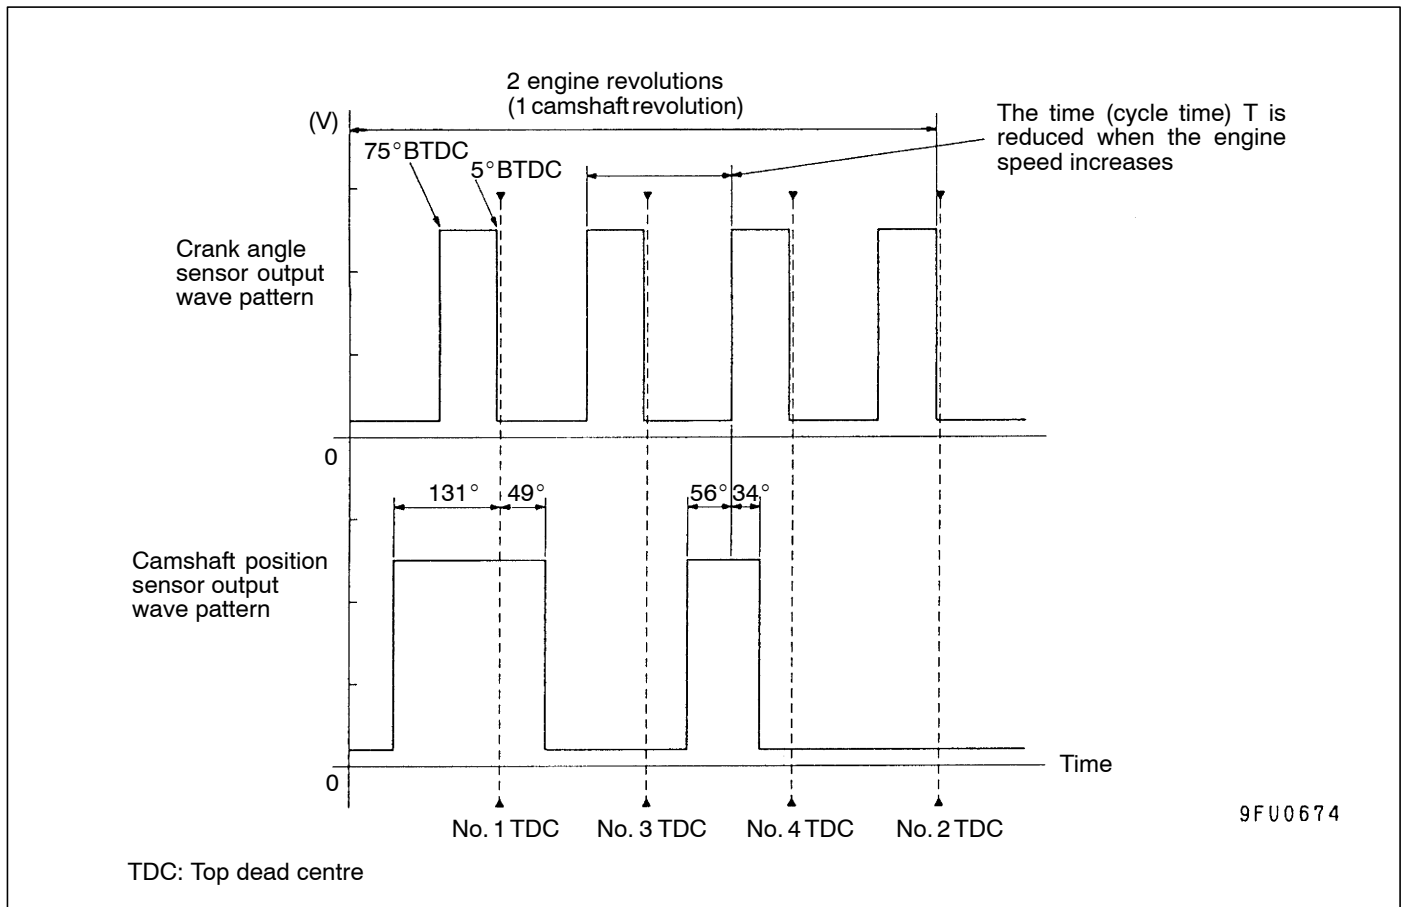 2 engine revolutions
(1 camshaft revolution)
(V)
The time (cycle time) T is
reduced when the engine
speed increases
75°BTDC
5°BTDC
Crank angle
sensor output
wave pattern
0
131°
49°
56°
34°
Camshaft position
sensor output
wave pattern
0
Time
No. 1 TDC
No. 3 TDC
No. 4 TDC
No. 2 TDC
9FU0674
TDC: Top dead centre